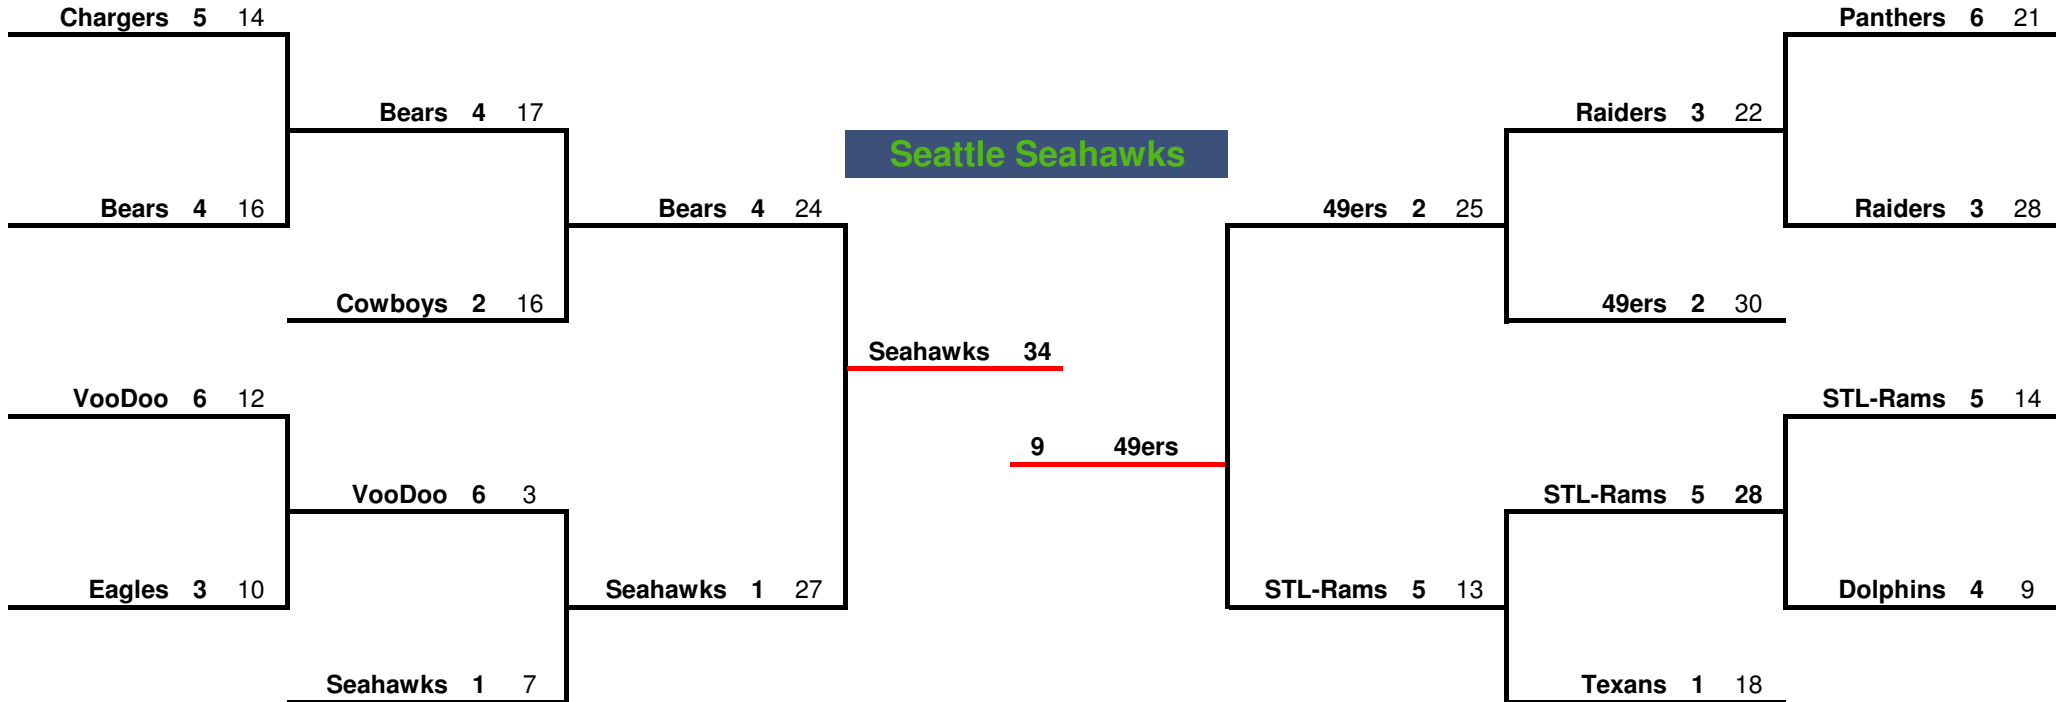 Chargers 5 14
Panthers 6 21
Bears 4 17
Raiders 3 22
Seattle Seahawks
Bears 4 16
Bears 4 24
49ers 2 25
Raiders 3 28
Cowboys 2 16
49ers 2 30
Seahawks 34
VooDoo 6 12
STL-Rams 5 14
9 49ers
VooDoo 6 3
STL-Rams 5 28
Eagles 3 10
Seahawks 1 27
STL-Rams 5 13
Dolphins 4 9
Seahawks 1 7
Texans 1 18